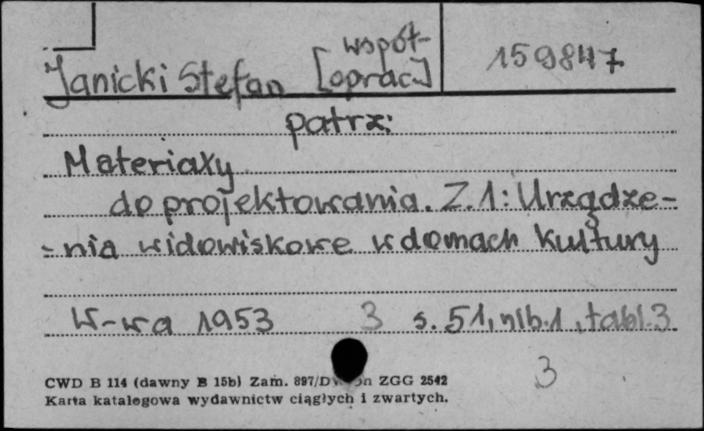 Janicki Stefan [współ-
oprac.]
159847
patrz:
Materiały
do projektowania. Z.1: Urządze-
-nia widowiskowe w domach kultury
W-wa 1953 3 s. 51, nlb.1, tabl.3
3
CWD B 114 (dawny B 15b) Zam. 897/D ZGG 2542
Karta katalogowa wydawnictw ciągłych i zwartych.